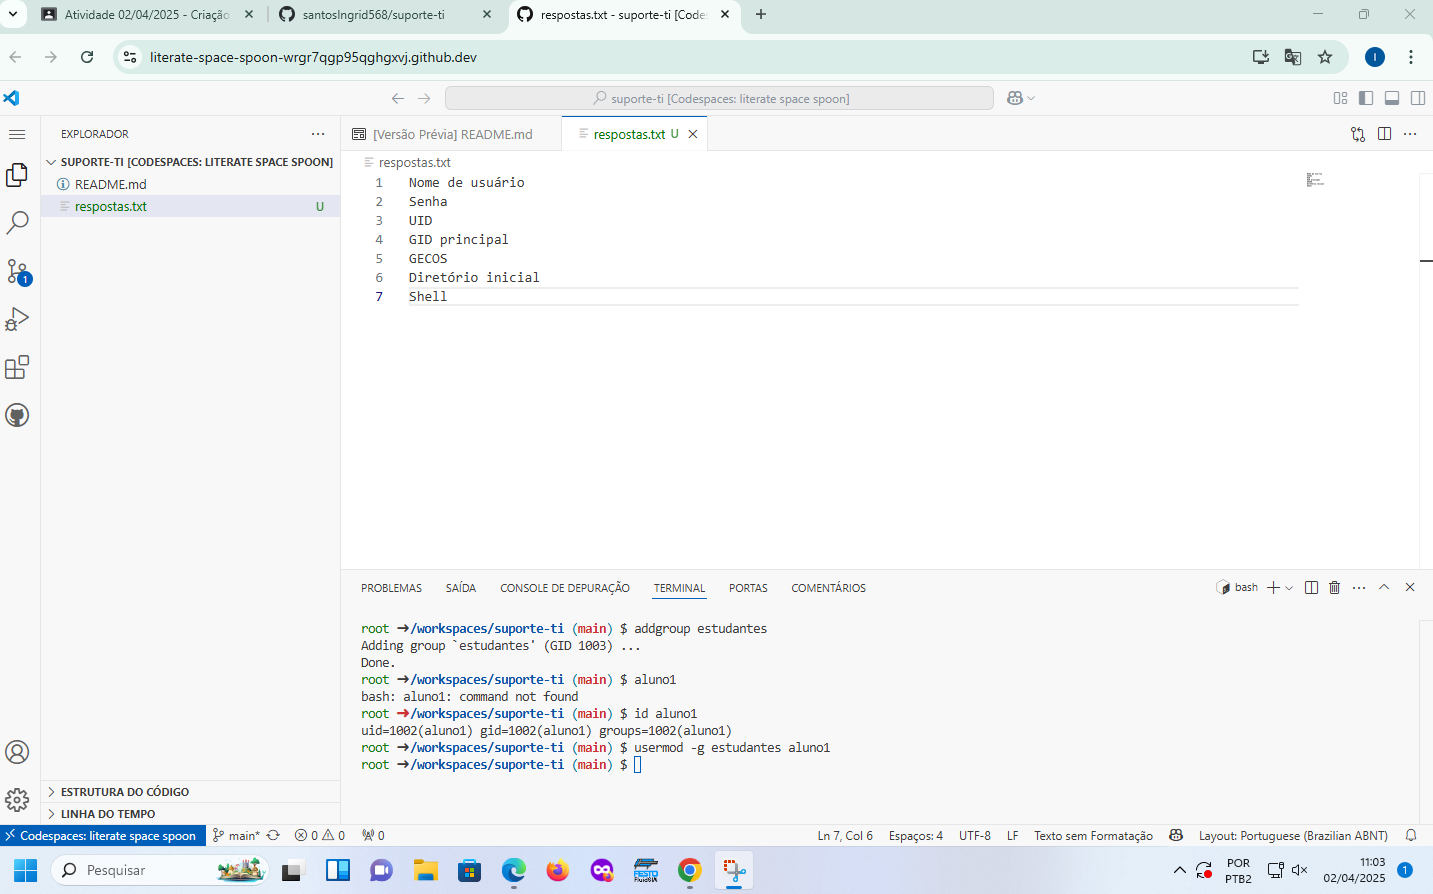 Atividade 02/04/2025 - Criação
santosIngrid568/suporte-ti
respostas.txt - suporte-ti [Codes
literate-space-spoon-wrgr7qgp95qghgxvj.github.dev
I
suporte-ti [Codespaces: literate space spoon]
EXPLORADOR
SUPORTE-TI [CODESPACES: LITERATE SPACE SPOON]
README.md
respostas.txt U
1
[Versão Prévia] README.md
respostas.txt U
respostas.txt
1 Nome de usuário
2 Senha
3 UID
4 GID principal
5 GECOS
6 Diretório inicial
7 Shell
PROBLEMAS SAÍDA CONSOLE DE DEPURAÇÃO TERMINAL PORTAS COMENTÁRIOS
bash
root ➜/workspaces/suporte-ti (main) $ addgroup estudantes
Adding group `estudantes' (GID 1003) ...
Done.
root ➜/workspaces/suporte-ti (main) $ aluno1
bash: aluno1: command not found
root ➜/workspaces/suporte-ti (main) $ id aluno1
uid=1002(aluno1) gid=1002(aluno1) groups=1002(aluno1)
root ➜/workspaces/suporte-ti (main) $ usermod -g estudantes aluno1
root ➜/workspaces/suporte-ti (main) $
ESTRUTURA DO CÓDIGO
LINHA DO TEMPO
Codespaces: literate space spoon main* 0 0 0 Ln 7, Col 6 Espaços: 4 UTF-8 LF Texto sem Formatação Layout: Portuguese (Brazilian ABNT)
Pesquisar
FESTO
FluidSIM
POR
PTB2
11:03
02/04/2025
1